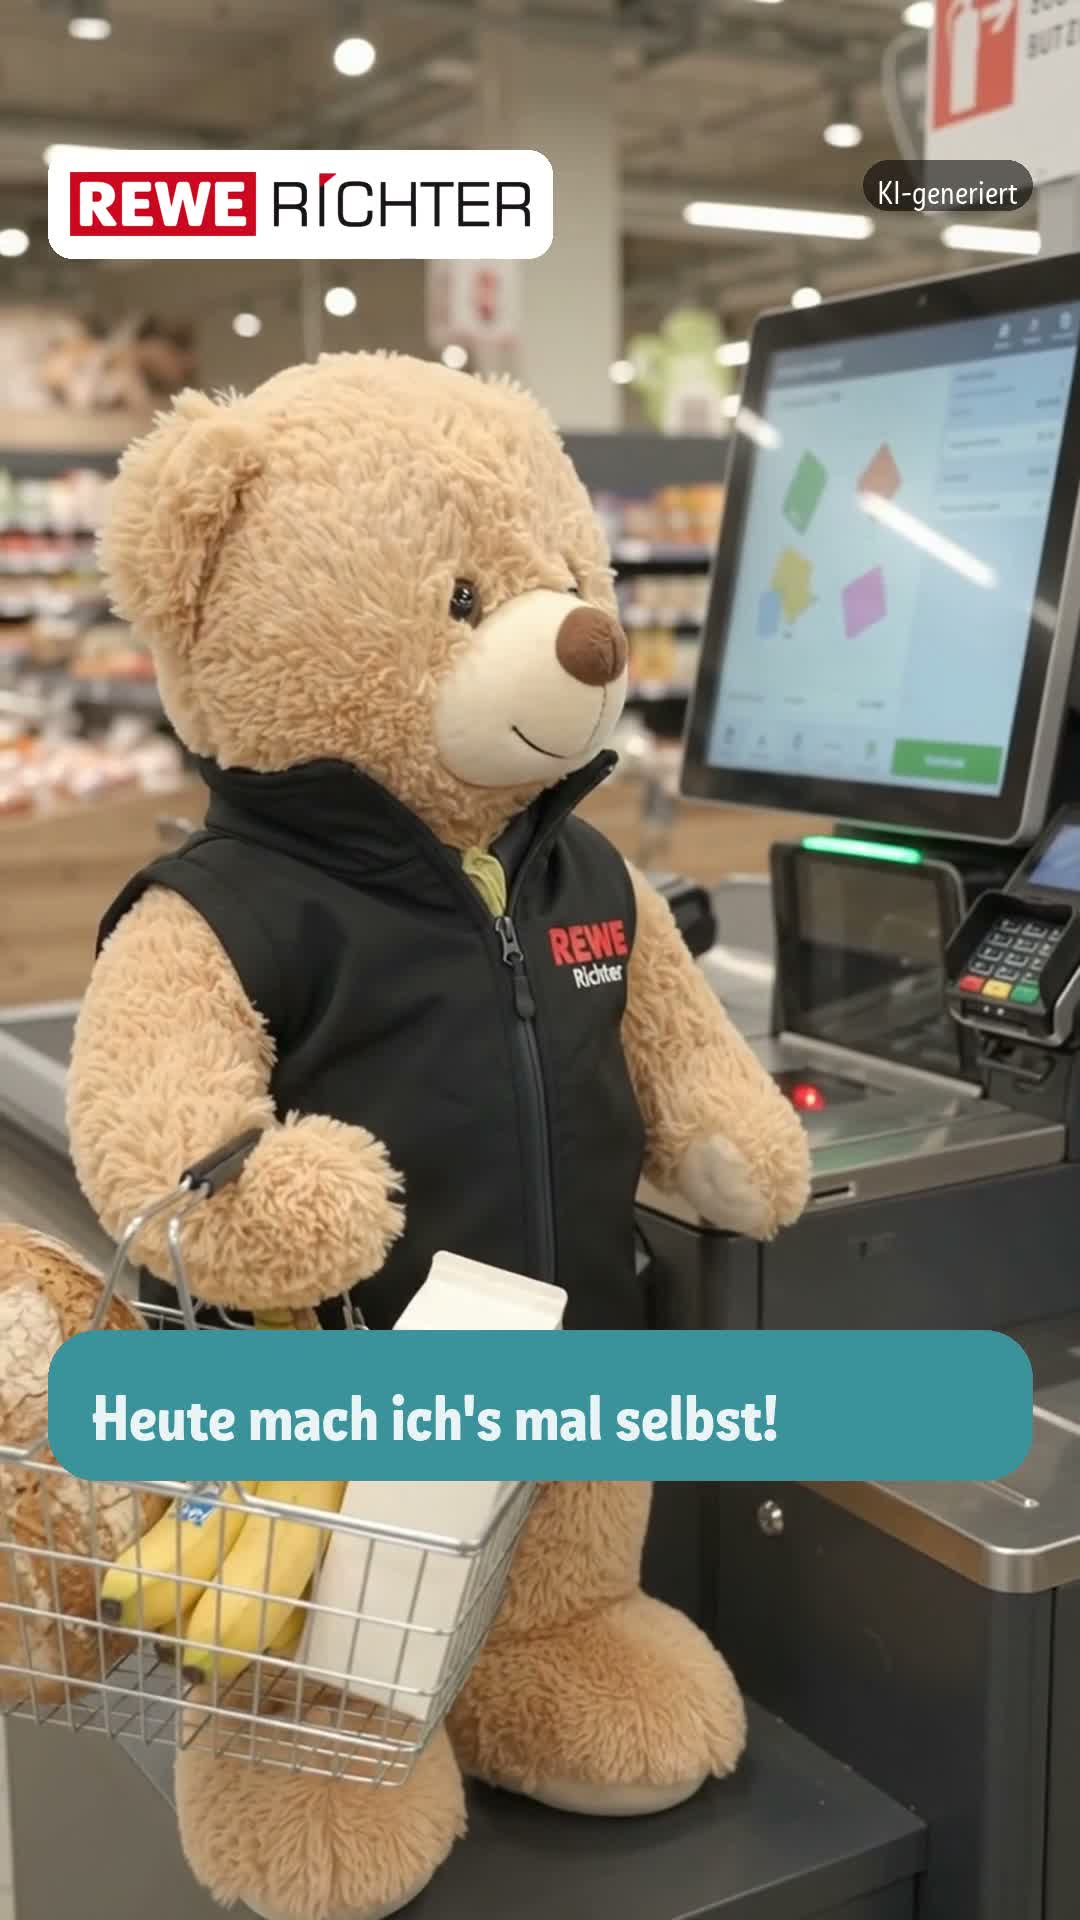 REWE RICHTER
KI-generiert
REWE
Richter
Heute mach ich's mal selbst!